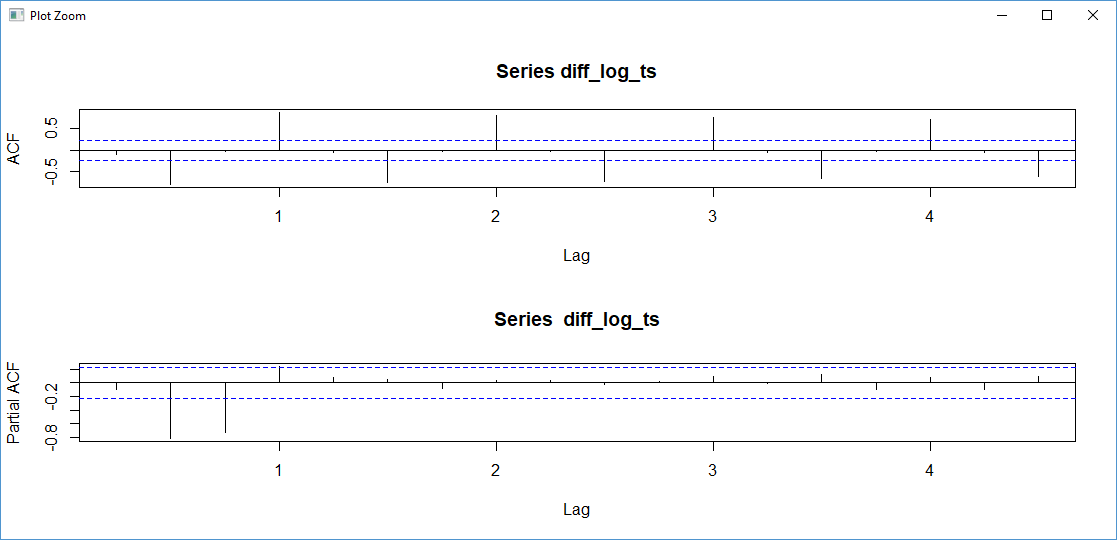 Plot Zoom
Series diff_log_ts
ACF
0.5
-0.5
1 2 3 4
Lag
Series diff_log_ts
Partial ACF
-0.2
-0.8
1 2 3 4
Lag